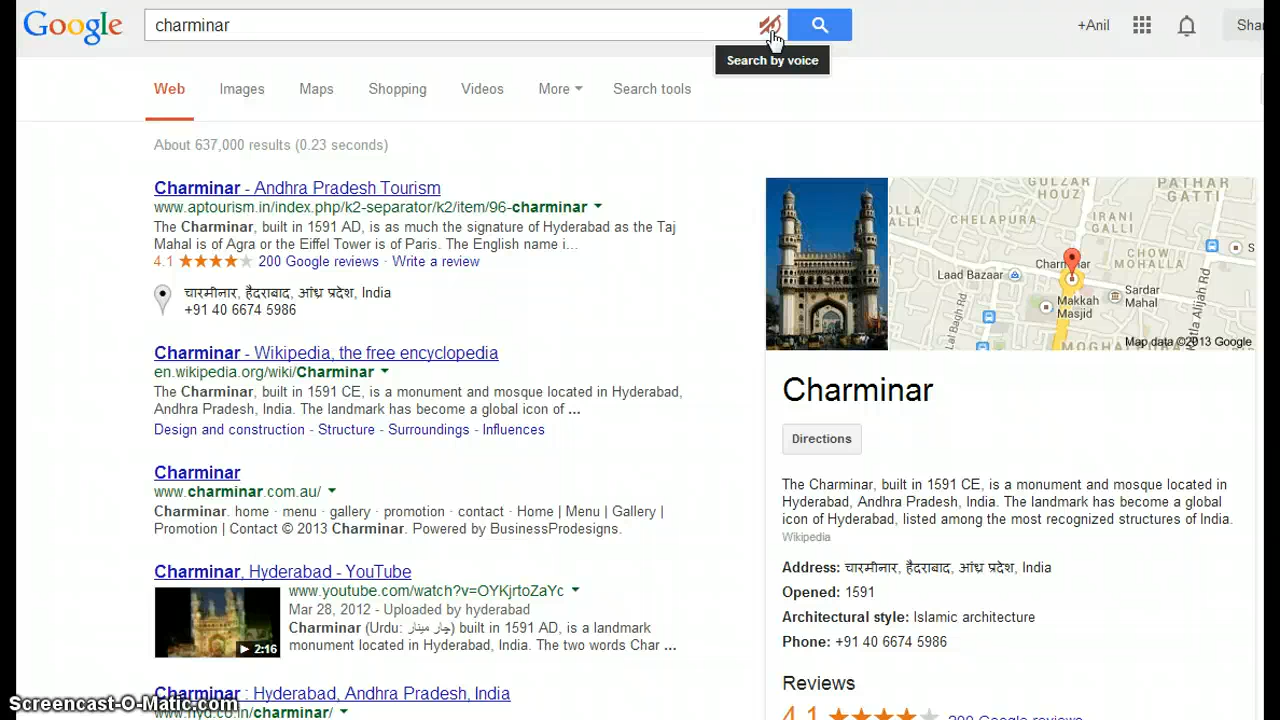 Google
charminar
+Anil
Shar
Search by voice
Web Images Maps Shopping Videos More Search tools
About 637,000 results (0.23 seconds)
Charminar - Andhra Pradesh Tourism
www.aptourism.in/index.php/k2-separator/k2/item/96-charminar
The Charminar, built in 1591 AD, is as much the signature of Hyderabad as the Taj
Mahal is of Agra or the Eiffel Tower is of Paris. The English name i...
4.1 200 Google reviews · Write a review
चारमीनार, हैदराबाद, आंध्र प्रदेश, India
+91 40 6674 5986
Charminar - Wikipedia, the free encyclopedia
en.wikipedia.org/wiki/Charminar
The Charminar, built in 1591 CE, is a monument and mosque located in Hyderabad,
Andhra Pradesh, India. The landmark has become a global icon of ...
Design and construction - Structure - Surroundings - Influences
Charminar
www.charminar.com.au/
Charminar. home · menu · gallery · promotion · contact · Home | Menu | Gallery |
Promotion | Contact © 2013 Charminar. Powered by BusinessProdesigns.
Charminar, Hyderabad - YouTube
www.youtube.com/watch?v=OYKjrtoZaYc
Mar 28, 2012 - Uploaded by hyderabad
Charminar (Urdu: چار مینار) built in 1591 AD, is a landmark
monument located in Hyderabad, India. The two words Char ...
2:16
Charminar : Hyderabad, Andhra Pradesh, India
www.hyd.co.in/charminar/
Screencast-O-Matic.com
GULZAR
HOUZ
PATHAR
GATTI
CHELAPURA
IRANI
GALLI
CHOW
MOHALLA
Laad Bazaar
Sardar
Mahal
Makkah
Masjid
Lal Bagh Rd
Map data ©2013 Google
Charminar
Directions
The Charminar, built in 1591 CE, is a monument and mosque located in
Hyderabad, Andhra Pradesh, India. The landmark has become a global
icon of Hyderabad, listed among the most recognized structures of India.
Wikipedia
Address: चारमीनार, हैदराबाद, आंध्र प्रदेश, India
Opened: 1591
Architectural style: Islamic architecture
Phone: +91 40 6674 5986
Reviews
4.1 200 Google reviews